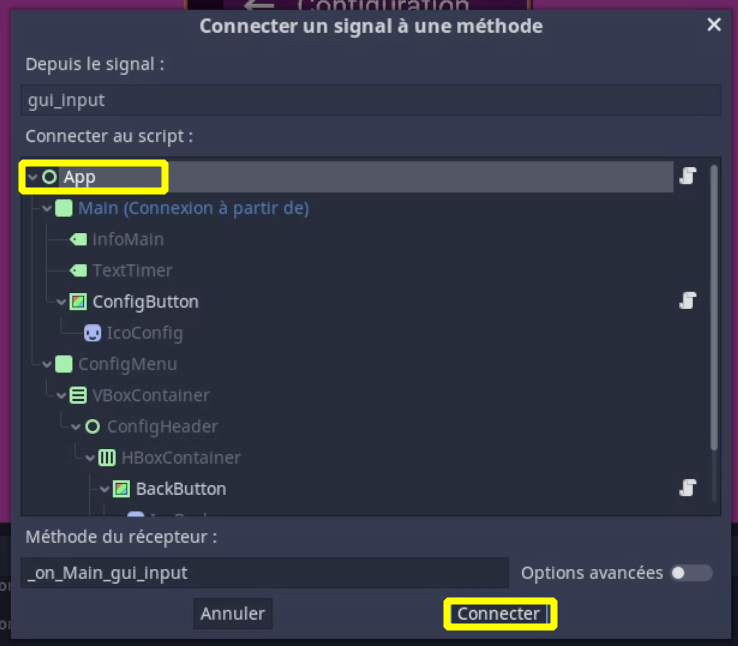 Configuration
Connecter un signal à une méthode
Depuis le signal :
gui_input
Connecter au script :
App
Main (Connexion à partir de)
InfoMain
TextTimer
ConfigButton
IcoConfig
ConfigMenu
VBoxContainer
ConfigHeader
HBoxContainer
BackButton
Méthode du récepteur :
_on_Main_gui_input
Options avancées
Annuler
Connecter